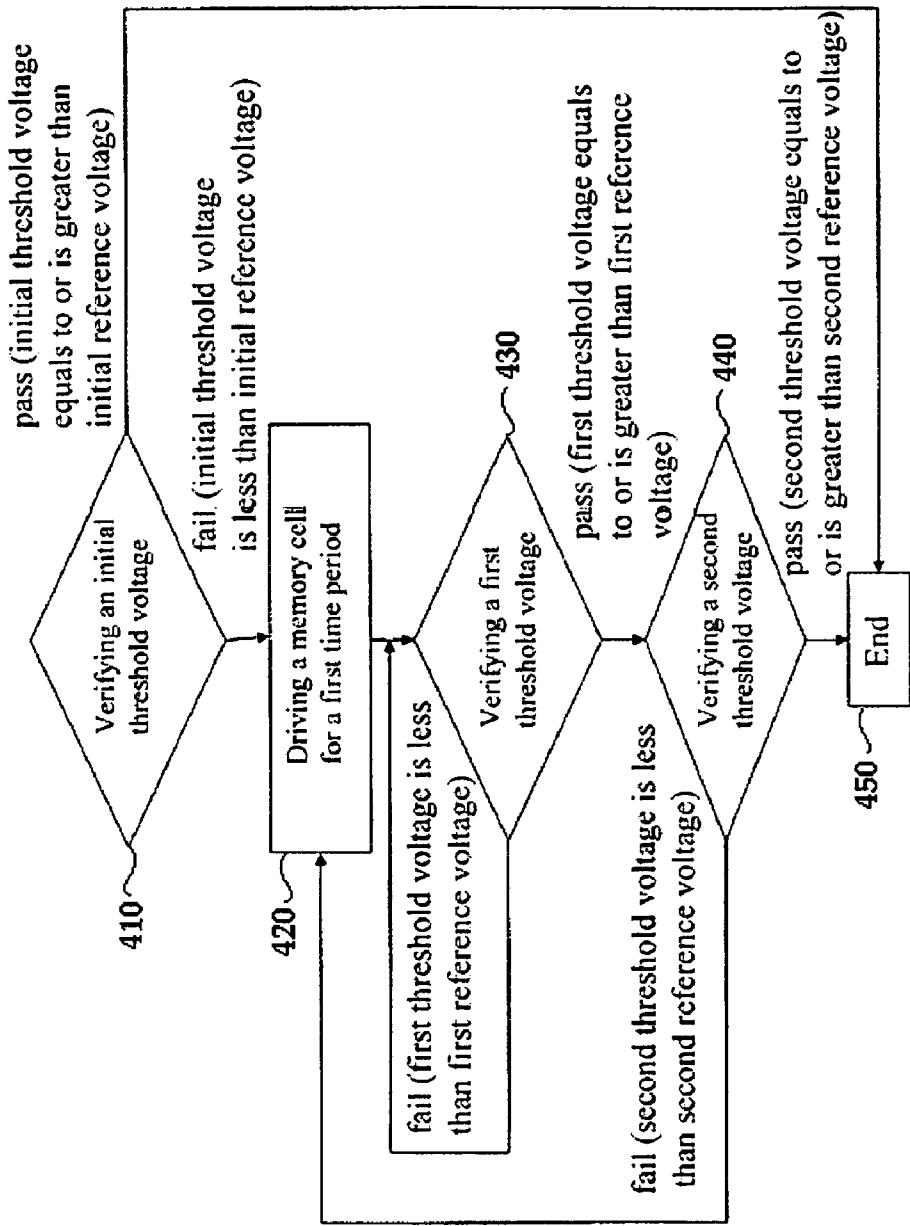 pass (initial threshold voltage
equals to or is greater than
initial reference voltage)
Verifying an initial
threshold voltage
410
fail (initial threshold voltage
is less than initial reference voltage)
420
Driving a memory cell
for a first time period
fail (first threshold voltage is less
than first reference voltage)
430
Verifying a first
threshold voltage
pass (first threshold voltage equals
to or is greater than first reference
voltage)
440
Verifying a second
threshold voltage
fail (second threshold voltage is less
than second reference voltage)
pass (second threshold voltage equals to
or is greater than second reference voltage)
450
End